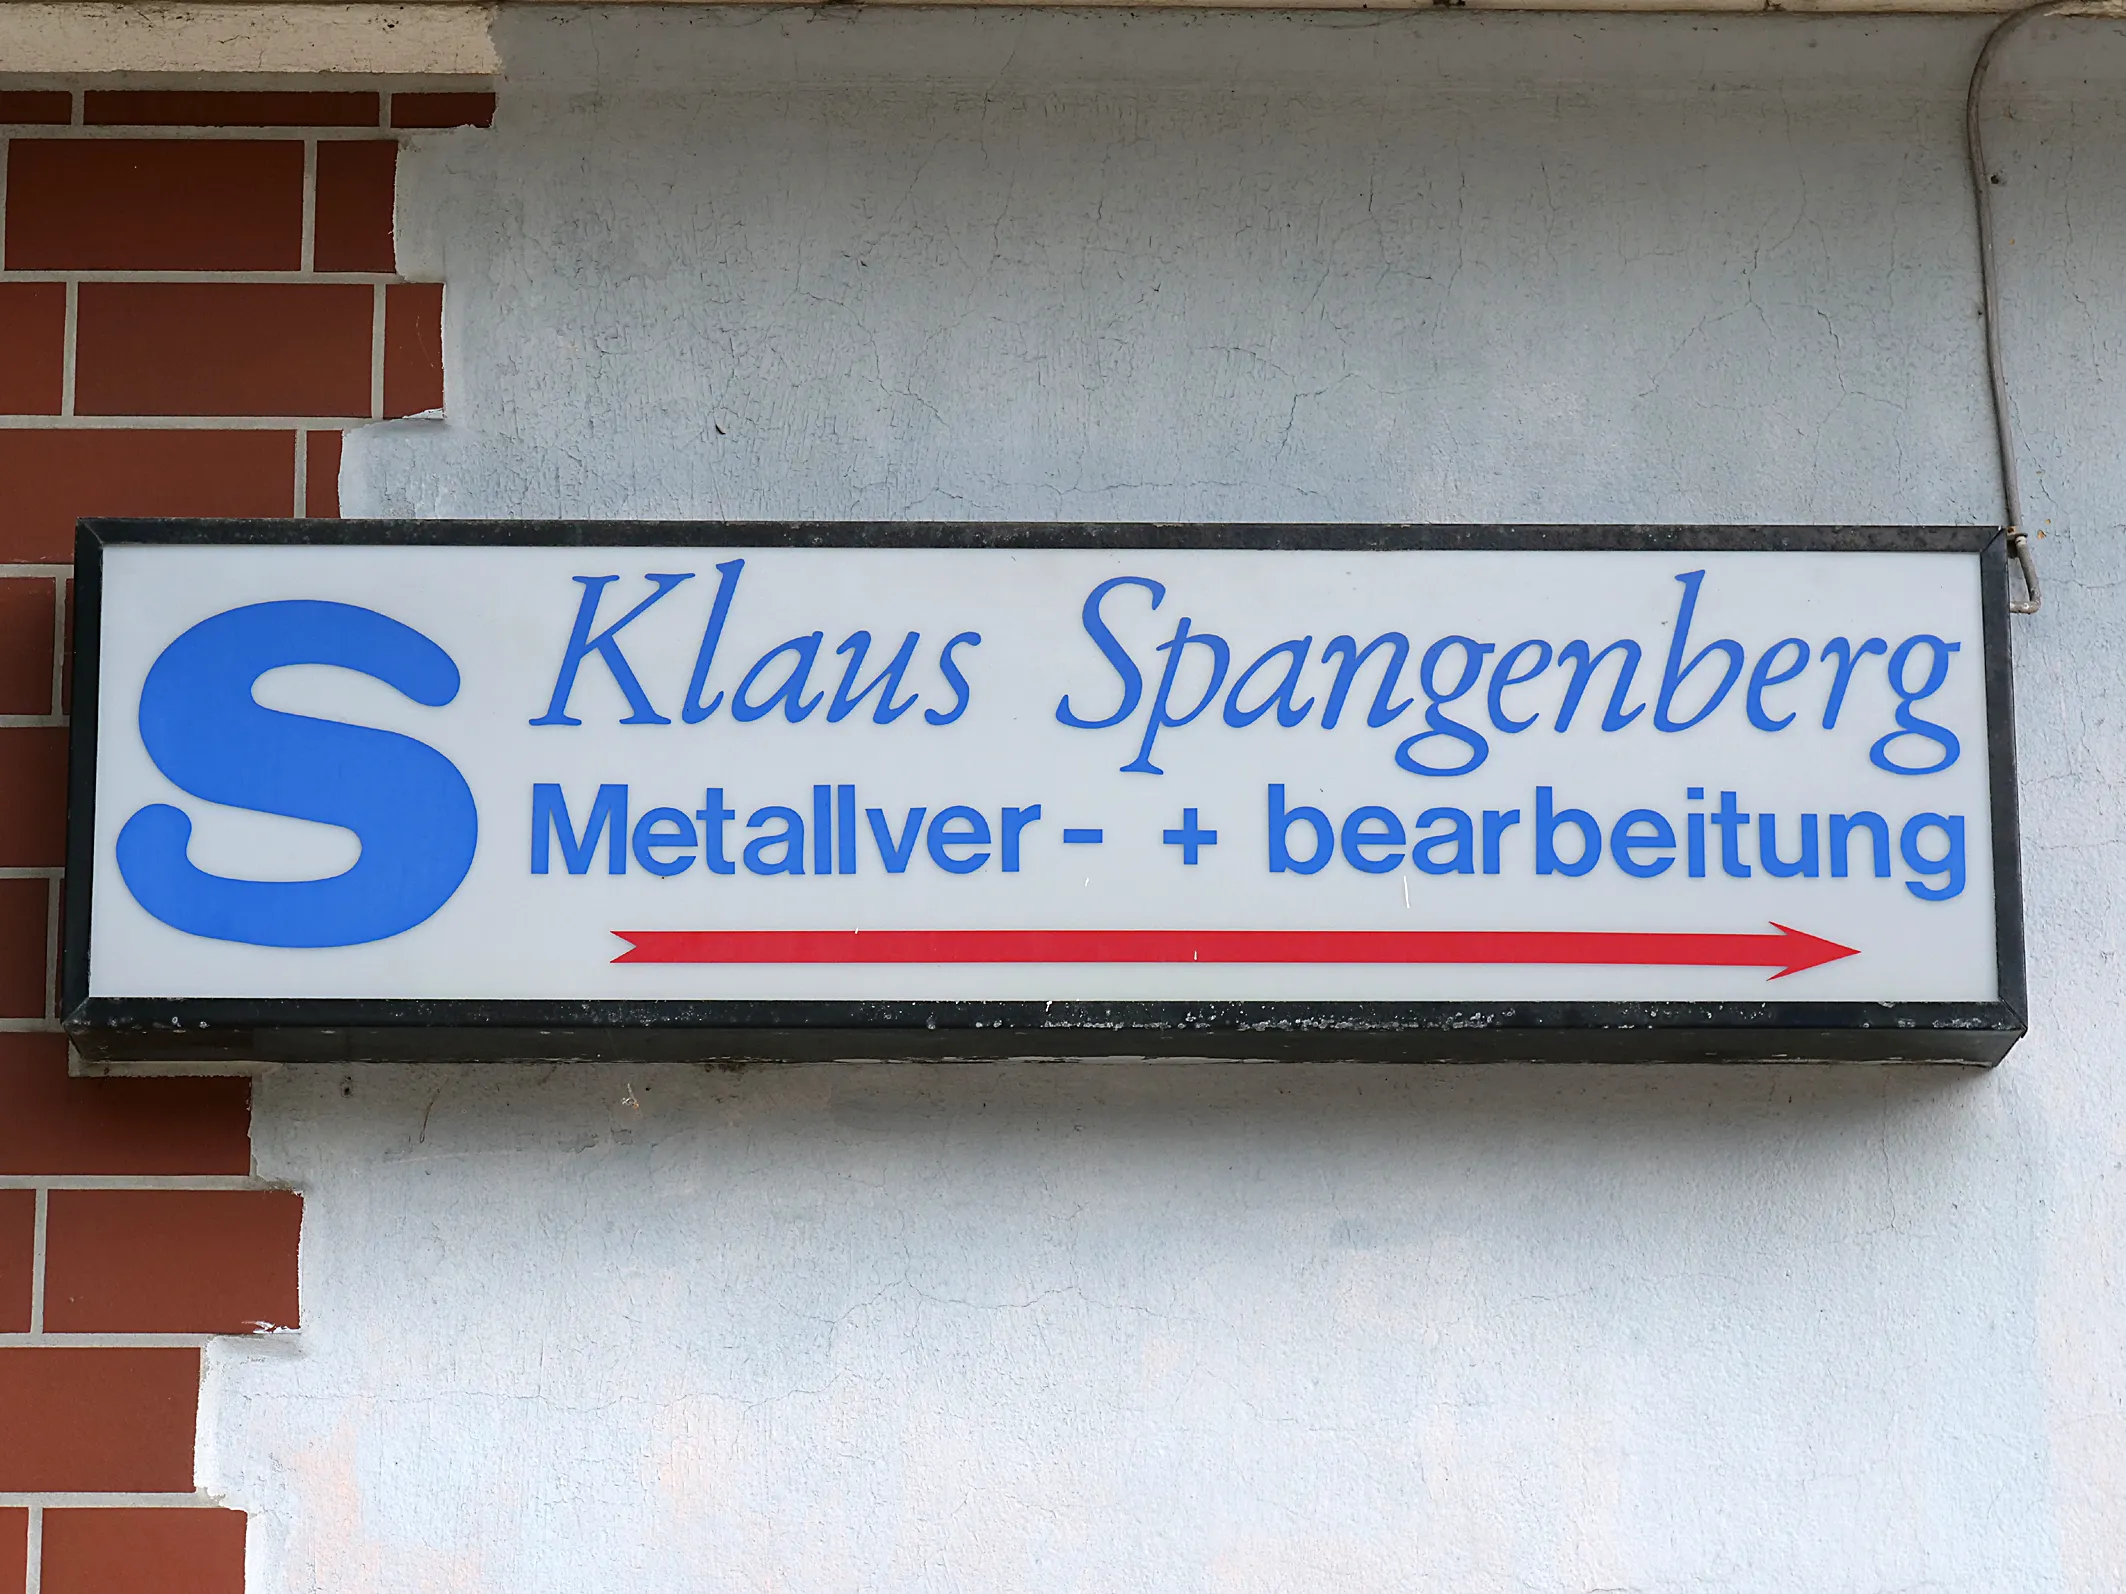 S
Klaus Spangenberg
Metallver- + bearbeitung